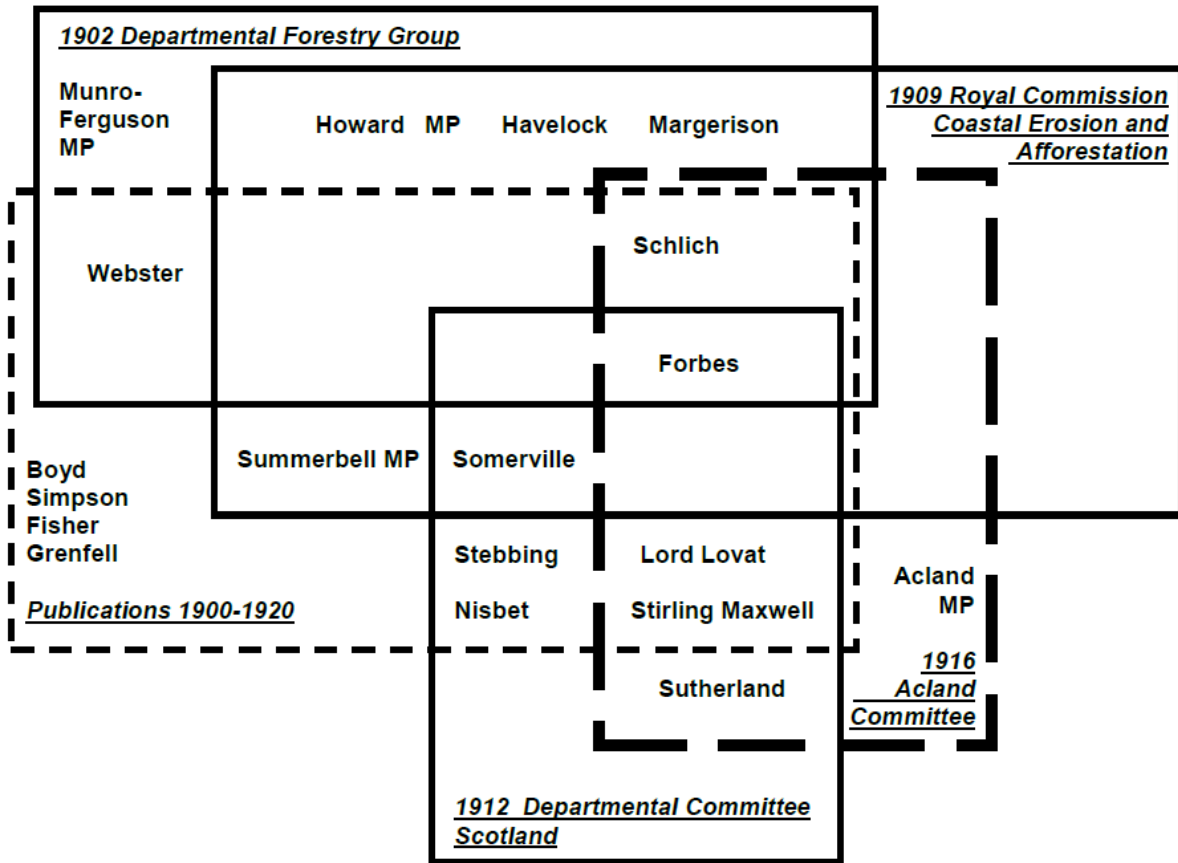 1902 Departmental Forestry Group
Munro-
Ferguson
MP
Howard MP Havelock Margerison
1909 Royal Commission
Coastal Erosion and
Afforestation
Schlich
Webster
Forbes
Summerbell MP Somerville
Boyd
Simpson
Fisher
Grenfell
Stebbing Lord Lovat
Acland
MP
Publications 1900-1920
Nisbet Stirling Maxwell
Sutherland
1916
Acland
Committee
1912 Departmental Committee
Scotland